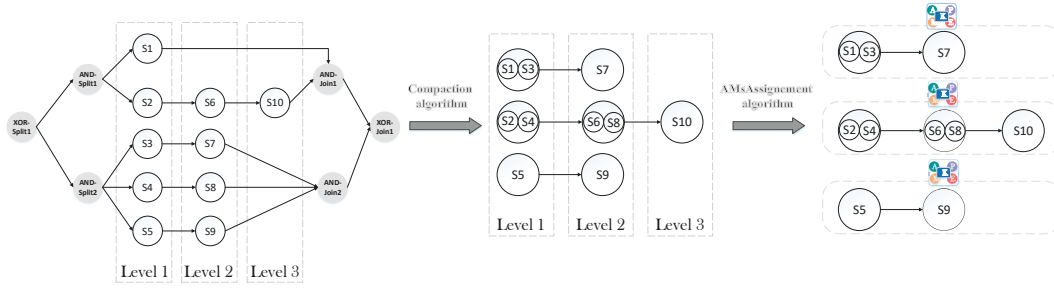 XOR-
Split1
AND-
Split1
AND-
Split2
S1
S2
S6
S10
S3
S7
S4
S8
S5
S9
AND-
Join1
AND-
Join2
XOR-
Join1
Level 1
Level 2
Level 3
Compaction
algorithm
S1
S3
S7
S2
S4
S6
S8
S10
S5
S9
Level 1
Level 2
Level 3
AMsAssignement
algorithm
S1
S3
S7
S2
S4
S6
S8
S10
S5
S9